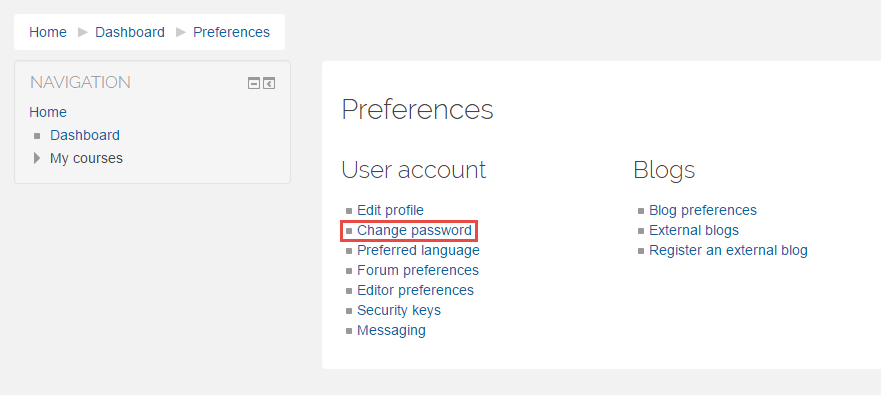 Home Dashboard Preferences
NAVIGATION
Home
Dashboard
My courses
Preferences
User account
Edit profile
Change password
Preferred language
Forum preferences
Editor preferences
Security keys
Messaging
Blogs
Blog preferences
External blogs
Register an external blog